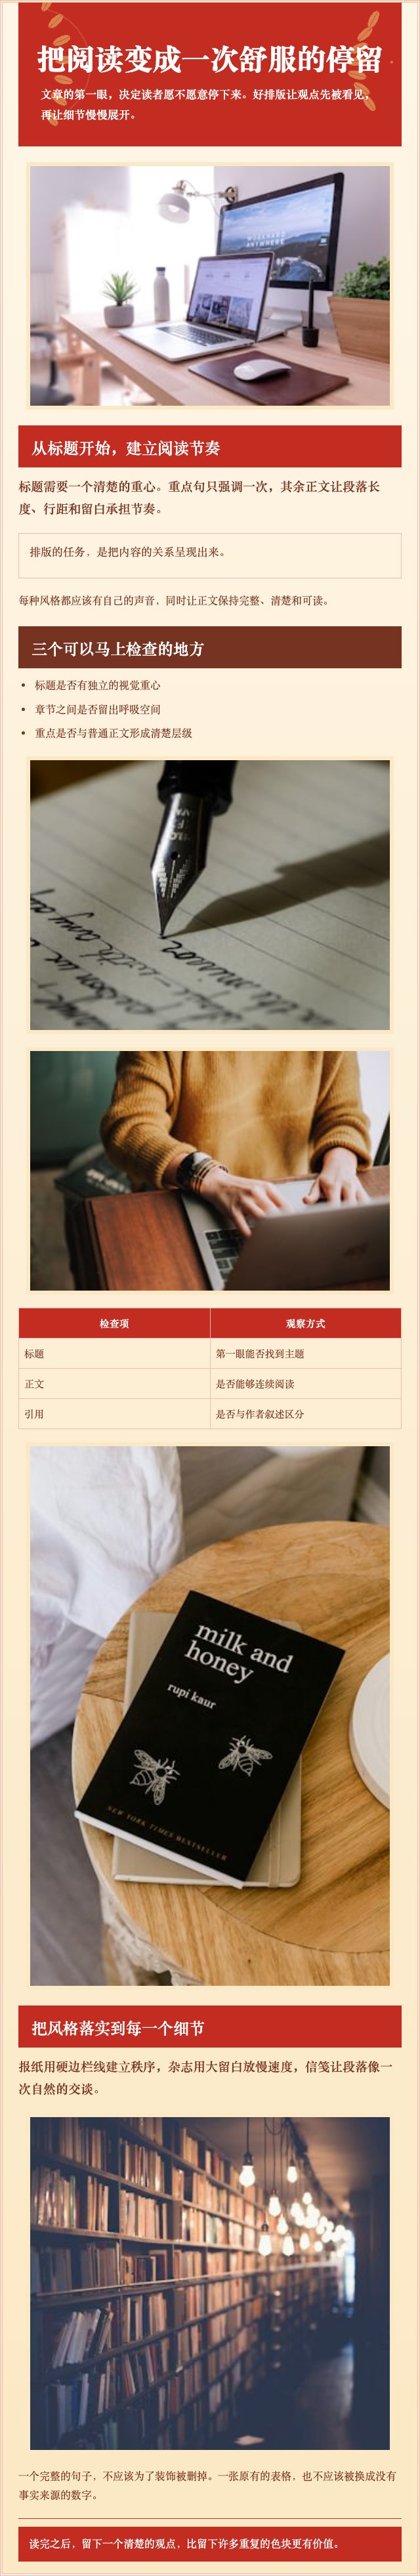 把阅读变成一次舒服的停留
文章的第一眼，决定读者愿不愿意停下来。好排版让观点先被看见，
再让细节慢慢展开。
从标题开始，建立阅读节奏
标题需要一个清楚的重心。重点句只强调一次，其余正文让段落长
度、行距和留白承担节奏。
排版的任务，是把内容的关系呈现出来。
每种风格都应该有自己的声音，同时让正文保持完整、清楚和可读。
三个可以马上检查的地方
• 标题是否有独立的视觉重心
• 章节之间是否留出呼吸空间
• 重点是否与普通正文形成清楚层级
检查项 观察方式
标题 第一眼能否找到主题
正文 是否能够连续阅读
引用 是否与作者叙述区分
milk and
honey
rupi kaur
NEW YORK TIMES BESTSELLER
把风格落实到每一个细节
报纸用硬边栏线建立秩序，杂志用大留白放慢速度，信笺让段落像一
次自然的交谈。
一个完整的句子，不应该为了装饰被删掉。一张原有的表格，也不应该被换成没有
事实来源的数字。
读完之后，留下一个清楚的观点，比留下许多重复的色块更有价值。